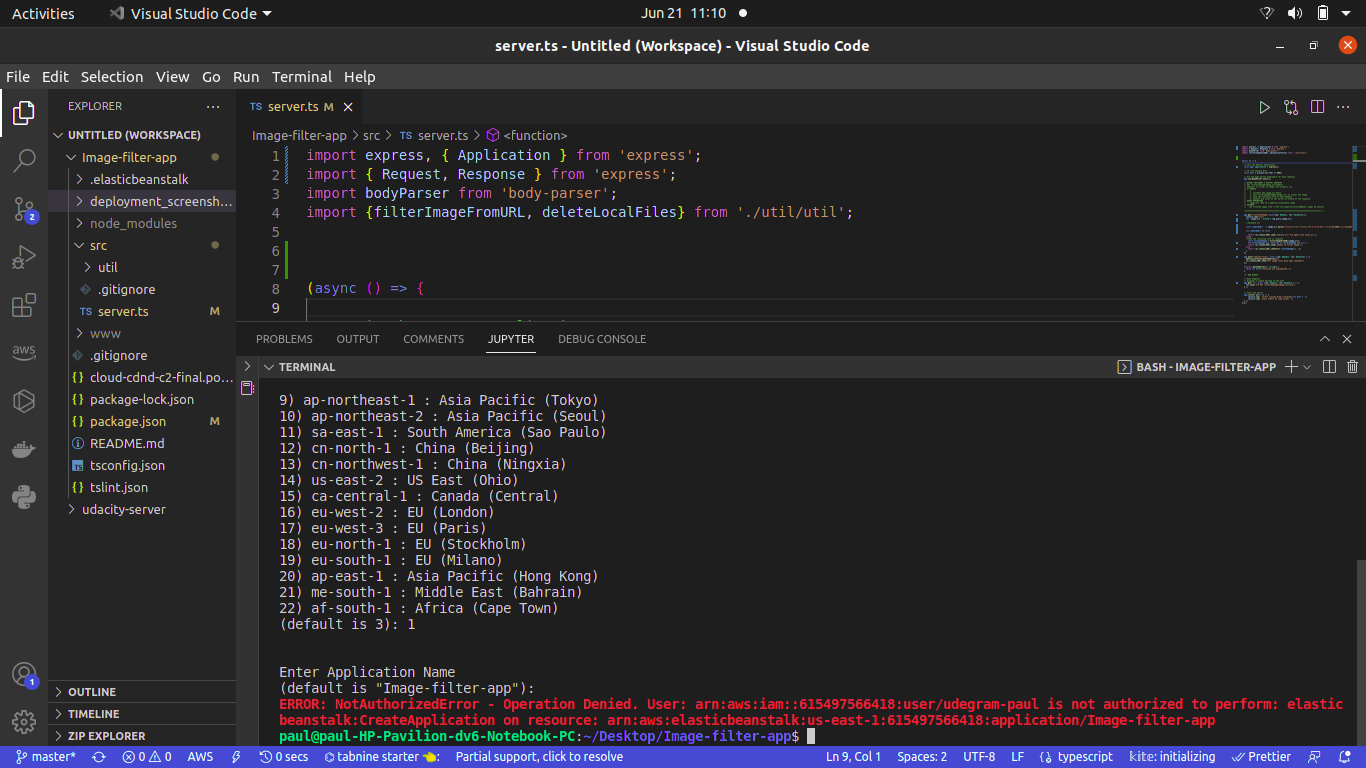 Activities
Visual Studio Code
Jun 21 11:10
server.ts - Untitled (Workspace) - Visual Studio Code
File Edit Selection View Go Run Terminal Help
EXPLORER
UNTITLED (WORKSPACE)
Image-filter-app
.elasticbeanstalk
deployment_screensh...
node_modules
src
util
.gitignore
TS server.ts M
www
.gitignore
{} cloud-cdnd-c2-final.po...
{} package-lock.json
{} package.json M
README.md
TS tsconfig.json
{} tslint.json
udacity-server
OUTLINE
TIMELINE
ZIP EXPLORER
2
aws
1
TS server.ts M
Image-filter-app > src > TS server.ts > <function>
1 import express, { Application } from 'express';
2 import { Request, Response } from 'express';
3 import bodyParser from 'body-parser';
4 import {filterImageFromURL, deleteLocalFiles} from './util/util';
5
6
7
8 (async () => {
9
PROBLEMS OUTPUT COMMENTS JUPYTER DEBUG CONSOLE
TERMINAL
BASH - IMAGE-FILTER-APP
9) ap-northeast-1 : Asia Pacific (Tokyo)
10) ap-northeast-2 : Asia Pacific (Seoul)
11) sa-east-1 : South America (Sao Paulo)
12) cn-north-1 : China (Beijing)
13) cn-northwest-1 : China (Ningxia)
14) us-east-2 : US East (Ohio)
15) ca-central-1 : Canada (Central)
16) eu-west-2 : EU (London)
17) eu-west-3 : EU (Paris)
18) eu-north-1 : EU (Stockholm)
19) eu-south-1 : EU (Milano)
20) ap-east-1 : Asia Pacific (Hong Kong)
21) me-south-1 : Middle East (Bahrain)
22) af-south-1 : Africa (Cape Town)
(default is 3): 1
Enter Application Name
(default is "Image-filter-app"):
ERROR: NotAuthorizedError - Operation Denied. User: arn:aws:iam::615497566418:user/udegram-paul is not authorized to perform: elastic
beanstalk:CreateApplication on resource: arn:aws:elasticbeanstalk:us-east-1:615497566418:application/Image-filter-app
paul@paul-HP-Pavilion-dv6-Notebook-PC:~/Desktop/Image-filter-app$
master* 0 0 AWS 0 secs tabnine starter Partial support, click to resolve Ln 9, Col 1 Spaces: 2 UTF-8 LF {} typescript kite: initializing Prettier